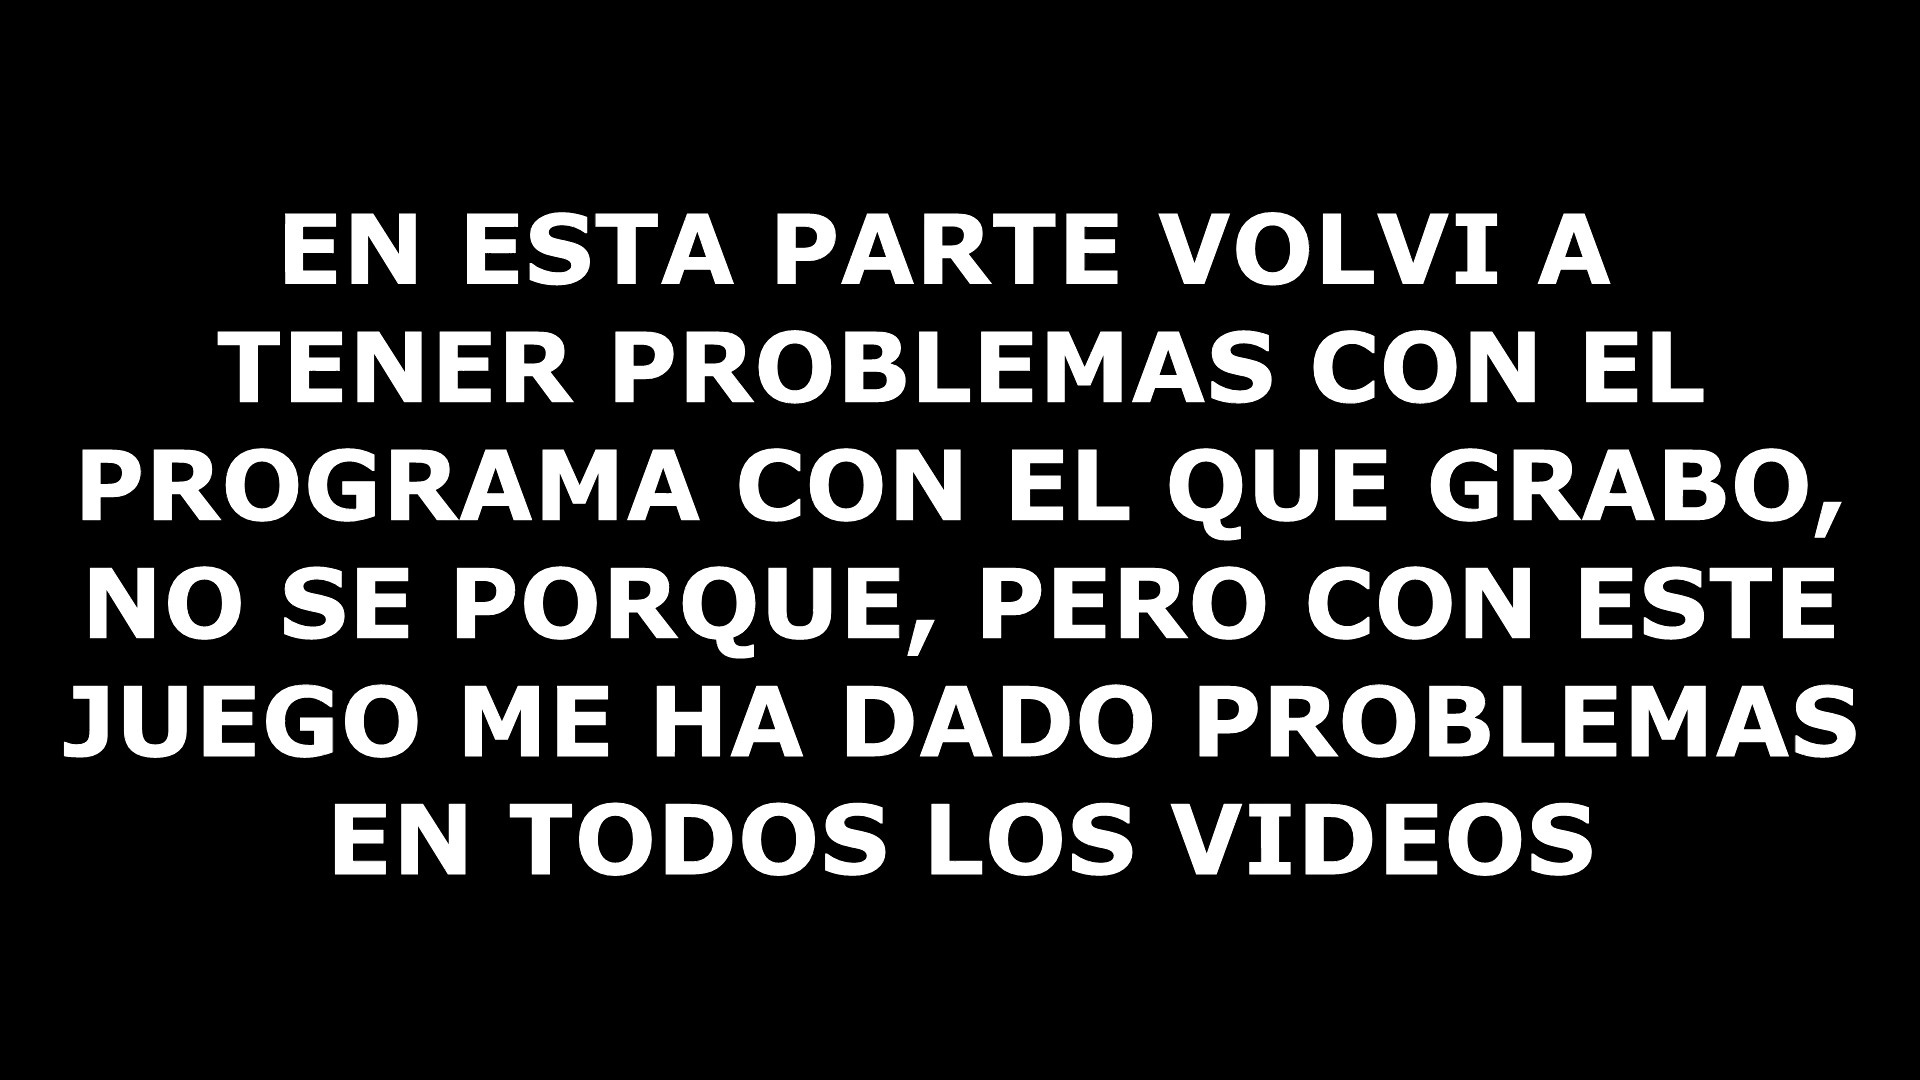 EN ESTA PARTE VOLVI A
TENER PROBLEMAS CON EL
PROGRAMA CON EL QUE GRABO,
NO SE PORQUE, PERO CON ESTE
JUEGO ME HA DADO PROBLEMAS
EN TODOS LOS VIDEOS